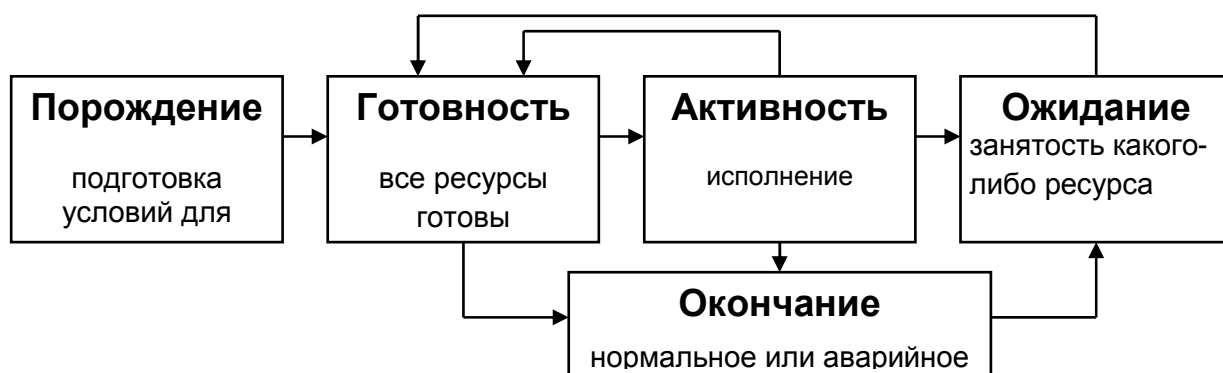 Порождение
подготовка
условий для
Готовность
все ресурсы
готовы
Активность
исполнение
Ожидание
занятость какого-
либо ресурса
Окончание
нормальное или аварийное